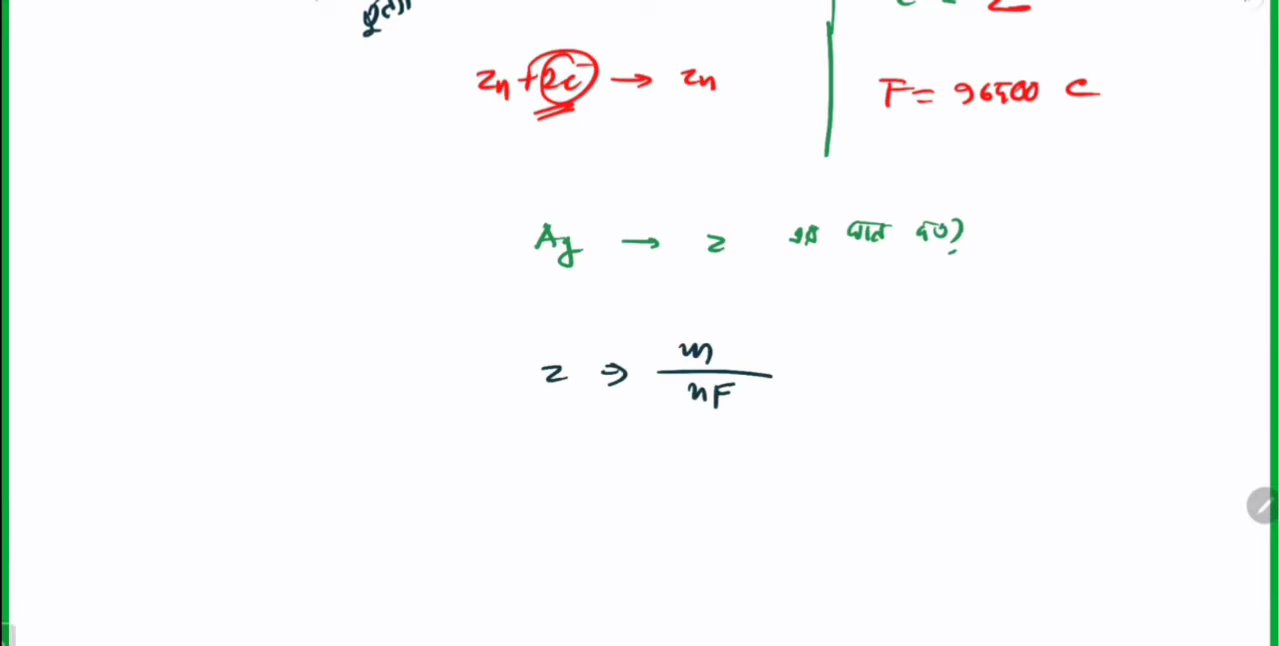 Zn + 2e⁻ → Zn
F = 96500 C
Ag → Z এর মান কত?
Z ⇒ m / nF